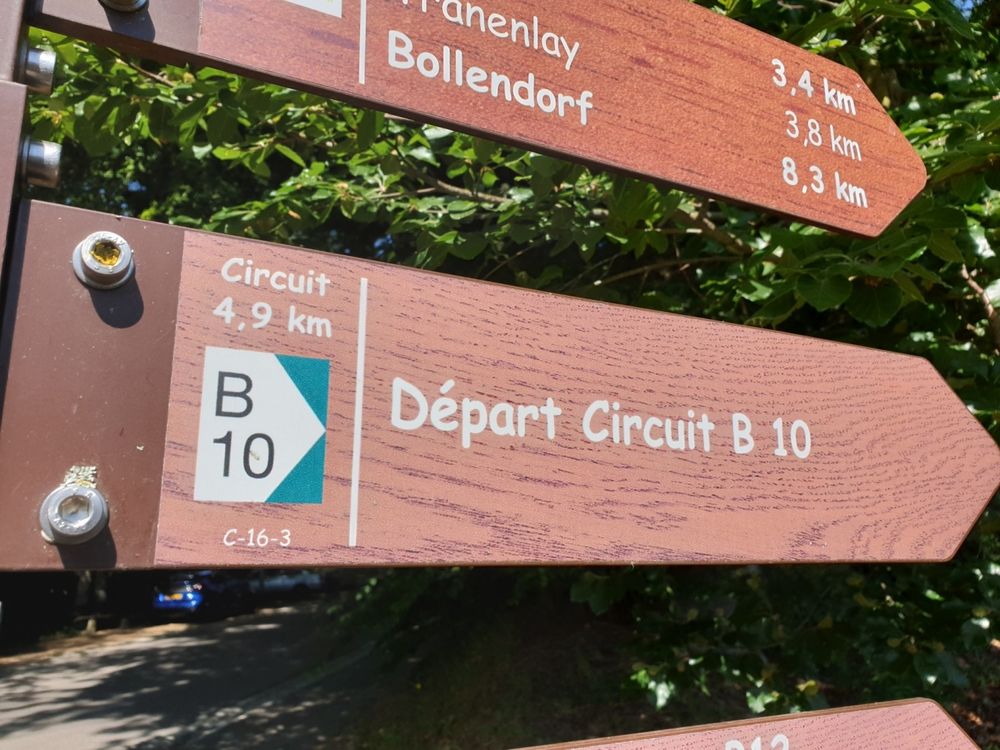 Bollendorf
3,4 km
3,8 km
8,3 km
Circuit
4,9 km
B
10
C-16-3
Départ Circuit B 10